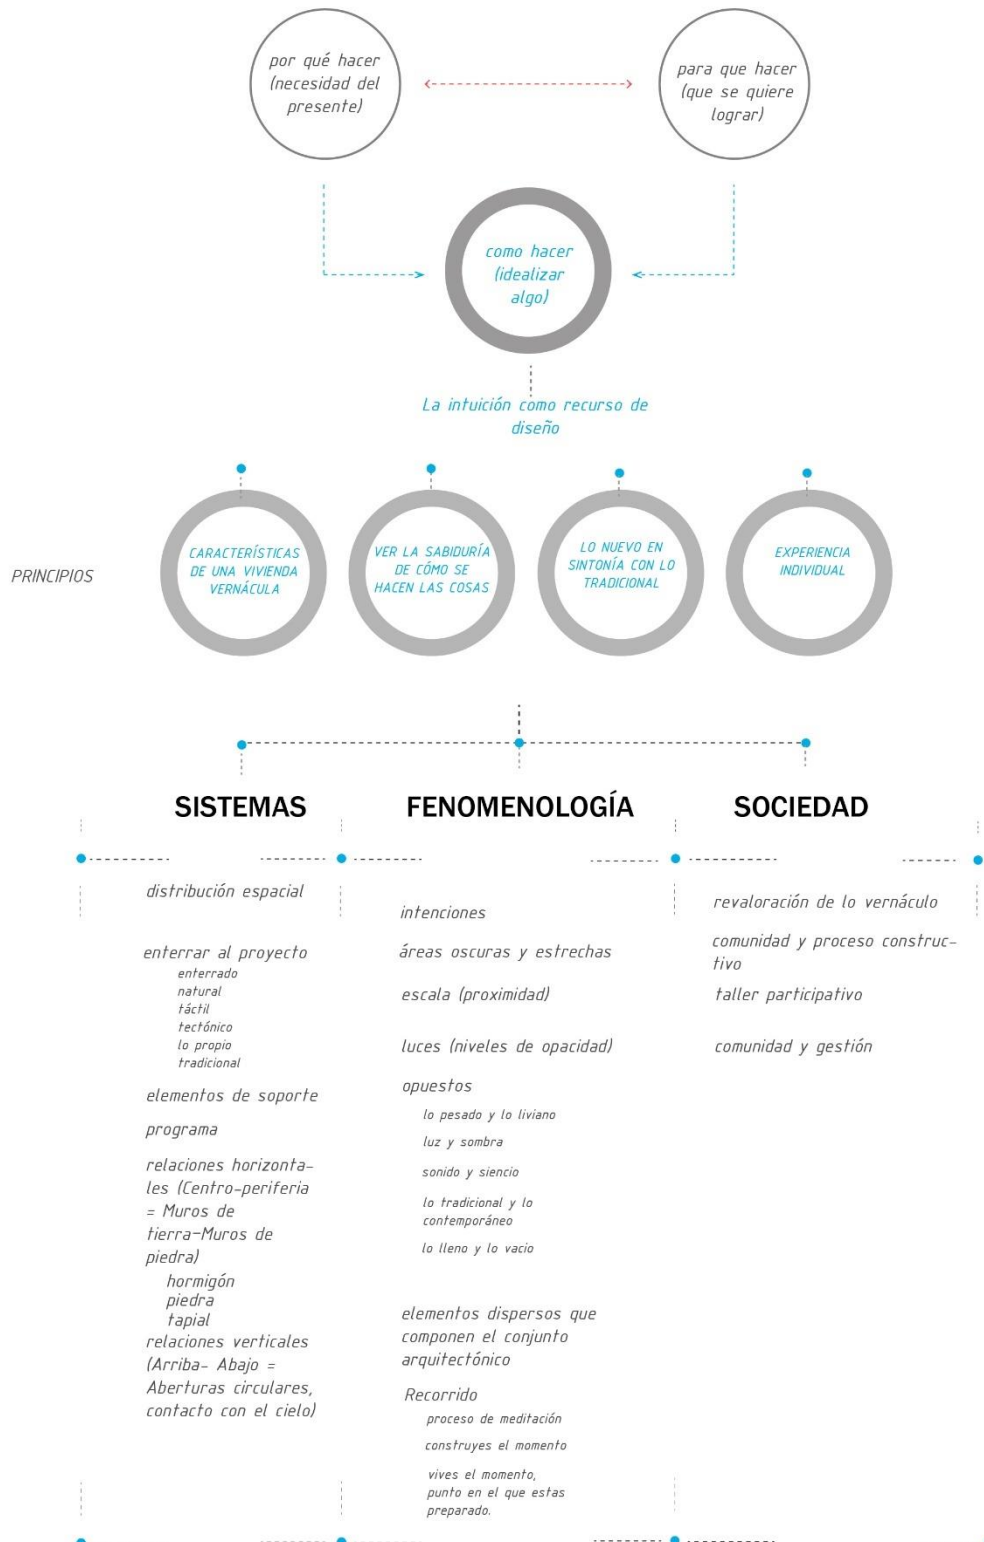 por qué hacer
(necesidad del
presente)
para que hacer
(que se quiere
lograr)
como hacer
(idealizar
algo)
La intuición como recurso de
diseño
PRINCIPIOS
CARACTERÍSTICAS
DE UNA VIVIENDA
VERNÁCULA
VER LA SABIDURÍA
DE CÓMO SE
HACEN LAS COSAS
LO NUEVO EN
SINTONÍA CON LO
TRADICIONAL
EXPERIENCIA
INDIVIDUAL
SISTEMAS
distribución espacial
enterrar al proyecto
enterrado
natural
táctil
tectónico
lo propio
tradicional
elementos de soporte
programa
relaciones horizonta-
les (Centro-periferia
= Muros de
tierra-Muros de
piedra)
hormigón
piedra
tapial
relaciones verticales
(Arriba- Abajo =
Aberturas circulares,
contacto con el cielo)
FENOMENOLOGÍA
intenciones
áreas oscuras y estrechas
escala (proximidad)
luces (niveles de opacidad)
opuestos
lo pesado y lo liviano
luz y sombra
sonido y siencio
lo tradicional y lo
contemporáneo
lo lleno y lo vacio
elementos dispersos que
componen el conjunto
arquitectónico
Recorrido
proceso de meditación
construyes el momento
vives el momento,
punto en el que estas
preparado.
SOCIEDAD
revaloración de lo vernáculo
comunidad y proceso construc-
tivo
taller participativo
comunidad y gestión